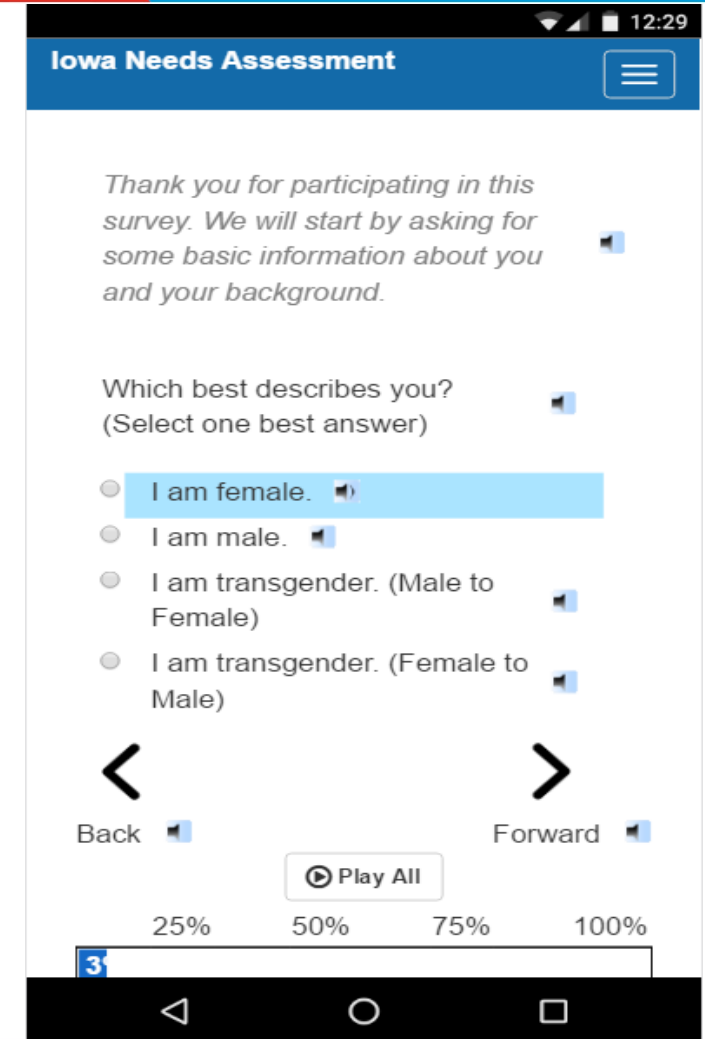 12:29
Iowa Needs Assessment
Thank you for participating in this
survey. We will start by asking for
some basic information about you
and your background.
Which best describes you?
(Select one best answer)
I am female.
I am male.
I am transgender. (Male to
Female)
I am transgender. (Female to
Male)
Back Forward
Play All
25% 50% 75% 100%
3